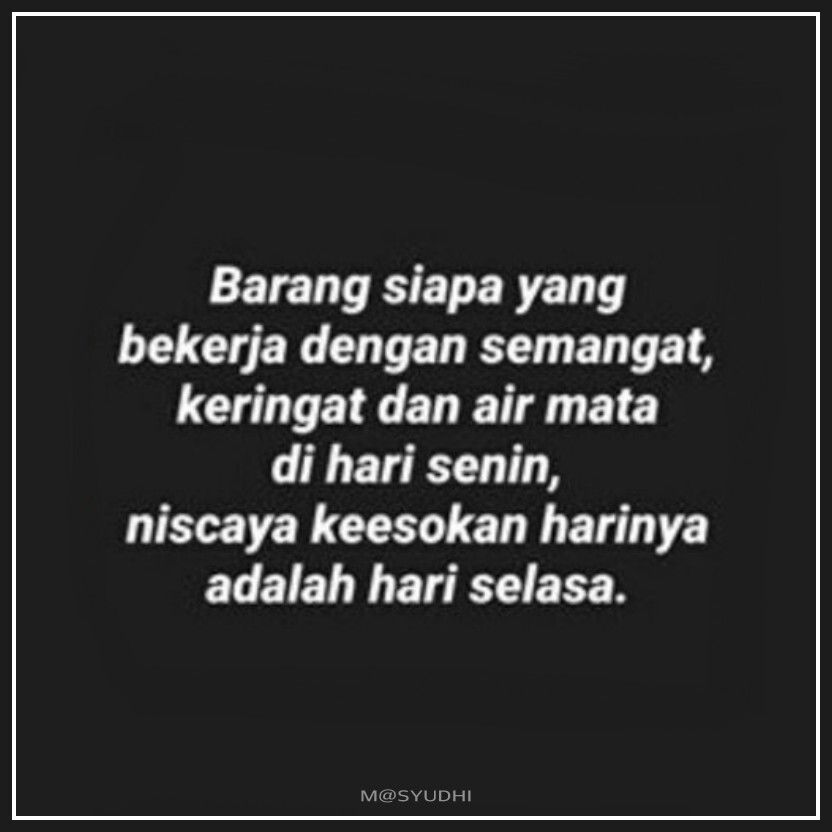 Barang siapa yang
bekerja dengan semangat,
keringat dan air mata
di hari senin,
niscaya keesokan harinya
adalah hari selasa.
M@SYUDHI